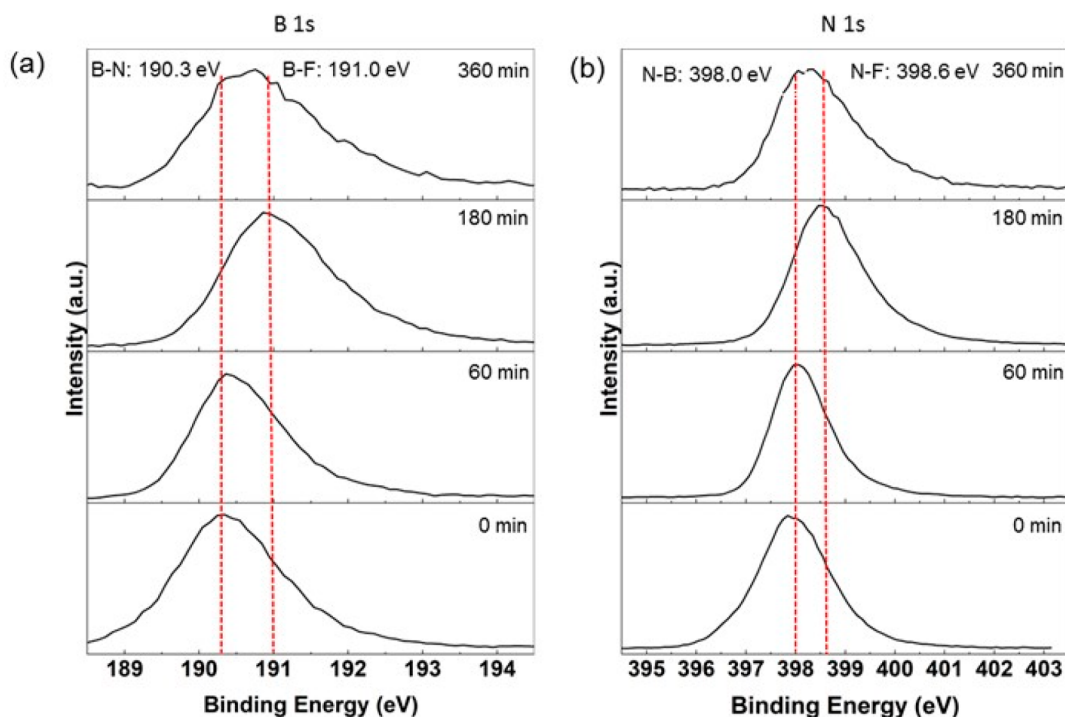 B 1s
(a)
B-N: 190.3 eV
B-F: 191.0 eV
360 min
180 min
60 min
0 min
Intensity (a.u.)
189 190 191 192 193 194
Binding Energy (eV)
N 1s
(b)
N-B: 398.0 eV
N-F: 398.6 eV
360 min
180 min
60 min
0 min
Intensity (a.u.)
395 396 397 398 399 400 401 402 403
Binding Energy (eV)